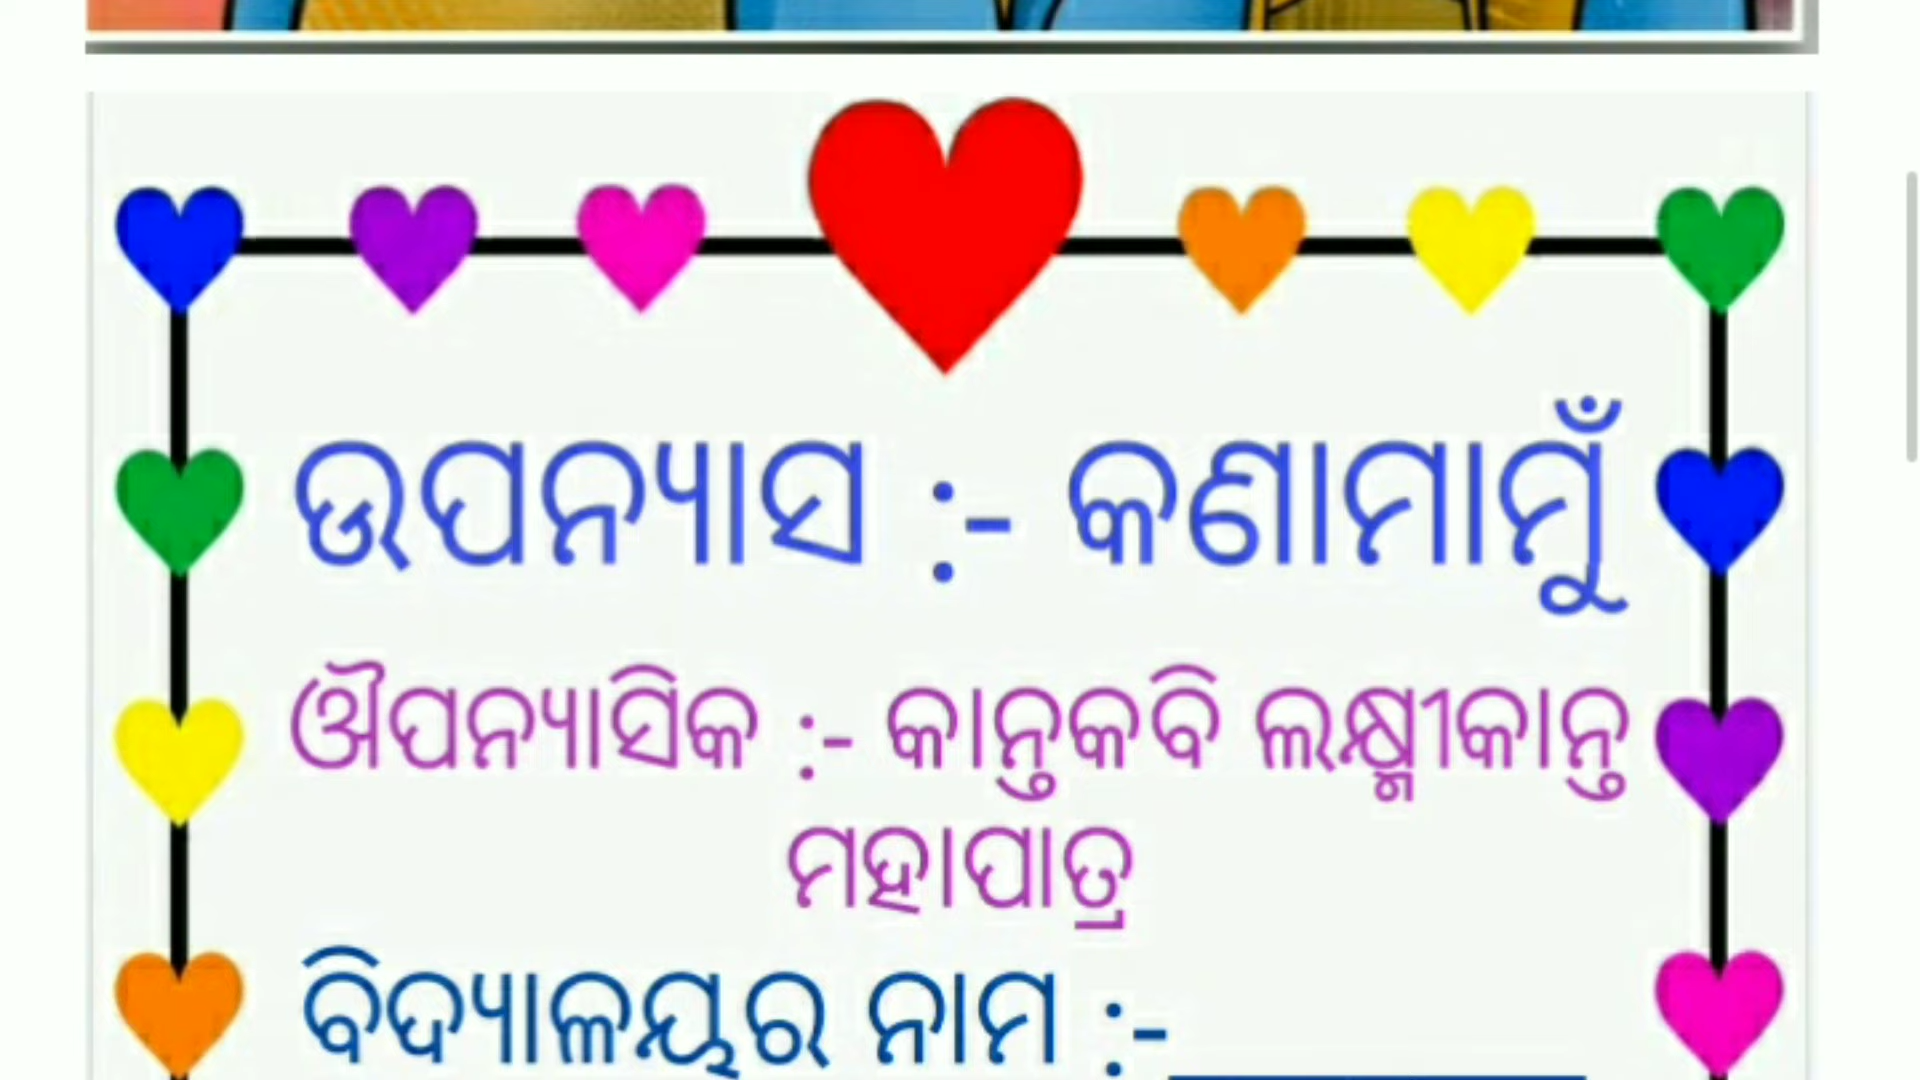 ଉପନ୍ୟାସ :- କଣାମାମୁଁ
ଔପନ୍ୟାସିକ :- କାନ୍ତକବି ଲକ୍ଷ୍ମୀକାନ୍ତ
ମହାପାତ୍ର
ବିଦ୍ୟାଳୟର ନାମ :-